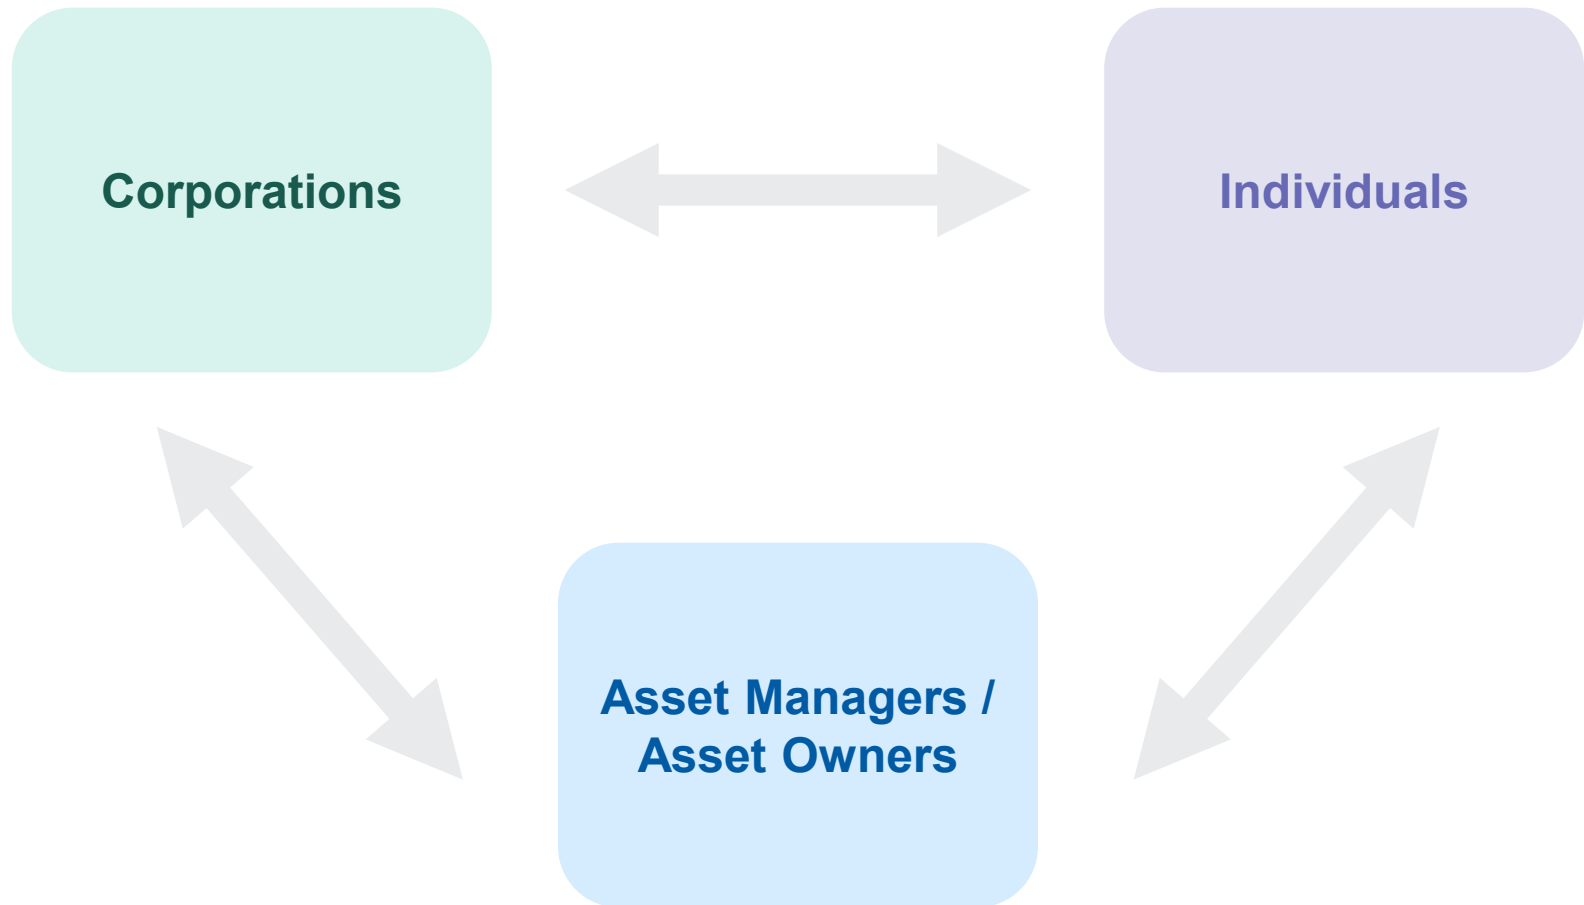 Corporations
Individuals
Asset Managers /
Asset Owners